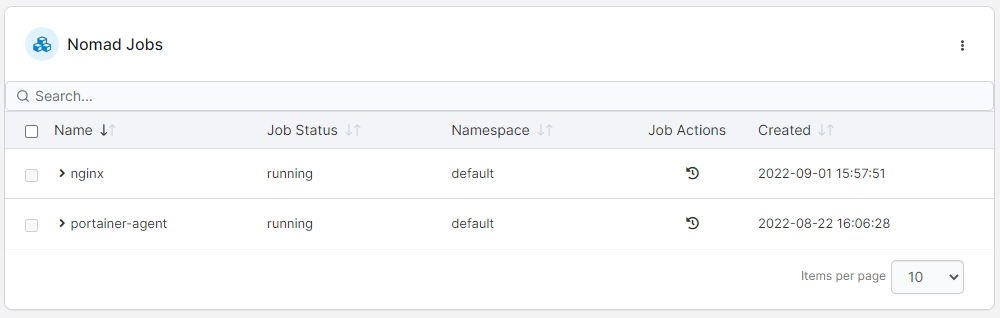 Nomad Jobs
Search...
Name Job Status Namespace Job Actions Created
nginx running default 2022-09-01 15:57:51
portainer-agent running default 2022-08-22 16:06:28
Items per page 10